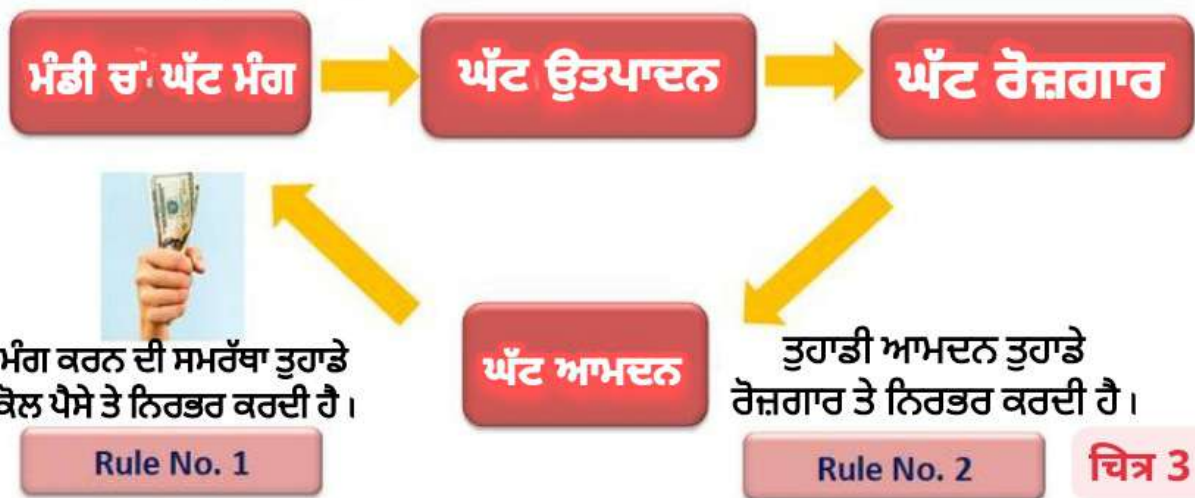 ਮੰਡੀ ਚ' ਘੱਟ ਮੰਗ
ਘੱਟ ਉਤਪਾਦਨ
ਘੱਟ ਰੋਜ਼ਗਾਰ
ਮੰਗ ਕਰਨ ਦੀ ਸਮਰੱਥਾ ਤੁਹਾਡੇ
ਕੋਲ ਪੈਸੇ ਤੇ ਨਿਰਭਰ ਕਰਦੀ ਹੈ।
Rule No. 1
ਘੱਟ ਆਮਦਨ
ਤੁਹਾਡੀ ਆਮਦਨ ਤੁਹਾਡੇ
ਰੋਜ਼ਗਾਰ ਤੇ ਨਿਰਭਰ ਕਰਦੀ ਹੈ।
Rule No. 2
ਚਿਤ੍ਰ 3